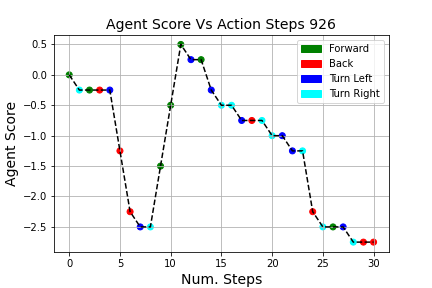 Agent Score Vs Action Steps 926
Forward
Back
Turn Left
Turn Right
Agent Score
0.5
0.0
−0.5
−1.0
−1.5
−2.0
−2.5
0 5 10 15 20 25 30
Num. Steps